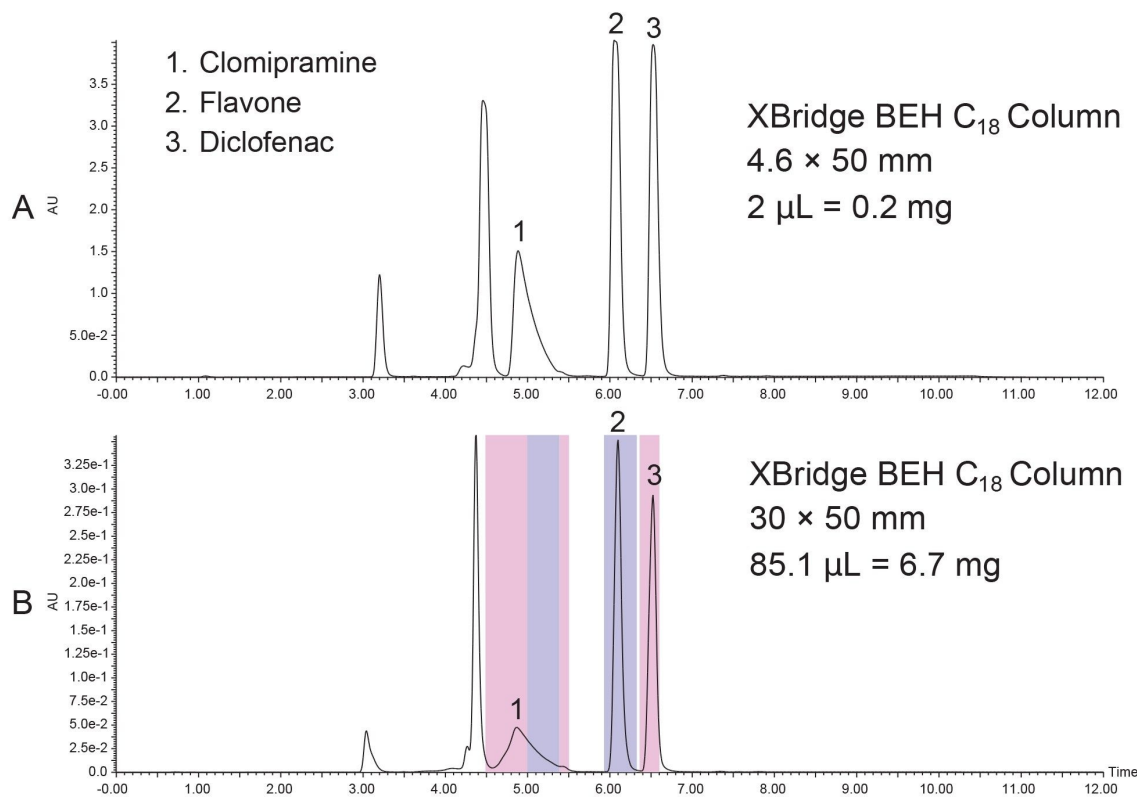 1. Clomipramine
2. Flavone
3. Diclofenac
XBridge BEH C₁₈ Column
4.6 × 50 mm
2 µL = 0.2 mg
A
AU
3.5
3.0
2.5
2.0
1.5
1.0
5.0e-2
0.0
1
2
3
-0.00 1.00 2.00 3.00 4.00 5.00 6.00 7.00 8.00 9.00 10.00 11.00 12.00
XBridge BEH C₁₈ Column
30 × 50 mm
85.1 µL = 6.7 mg
B
AU
3.25e-1
3.0e-1
2.75e-1
2.5e-1
2.25e-1
2.0e-1
1.75e-1
1.5e-1
1.25e-1
1.0e-1
7.5e-2
5.0e-2
2.5e-2
0.0
1
2
3
Time
-0.00 1.00 2.00 3.00 4.00 5.00 6.00 7.00 8.00 9.00 10.00 11.00 12.00